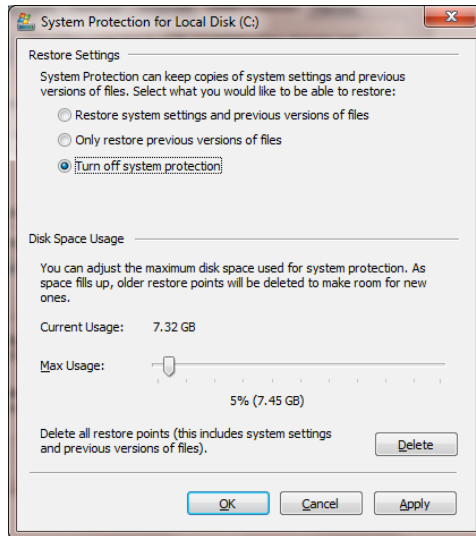 System Protection for Local Disk (C:)
Restore Settings
System Protection can keep copies of system settings and previous
versions of files. Select what you would like to be able to restore:
Restore system settings and previous versions of files
Only restore previous versions of files
Turn off system protection
Disk Space Usage
You can adjust the maximum disk space used for system protection. As
space fills up, older restore points will be deleted to make room for new
ones.
Current Usage: 7.32 GB
Max Usage:
5% (7.45 GB)
Delete all restore points (this includes system settings
and previous versions of files).
Delete
OK Cancel Apply